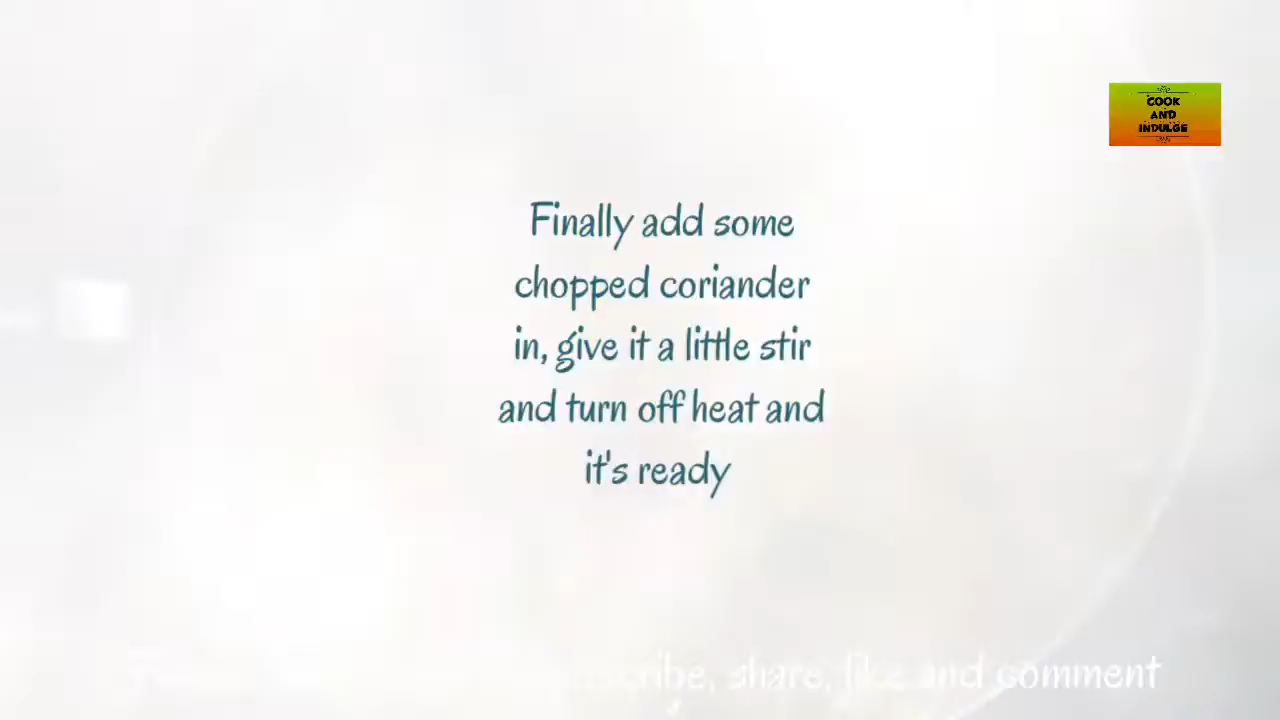 COOK
AND
INDULGE
Finally add some
chopped coriander
in, give it a little stir
and turn off heat and
it's ready
share, like and comment